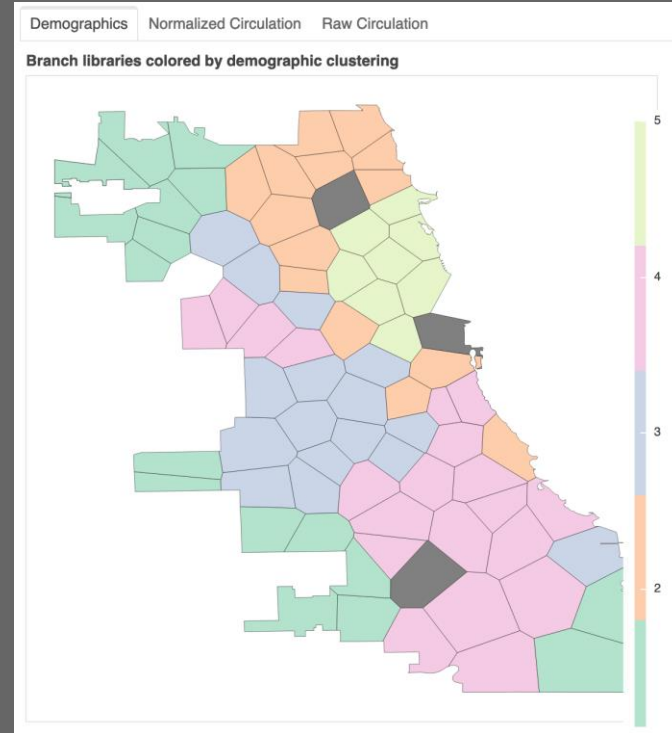 Demographics Normalized Circulation Raw Circulation
Branch libraries colored by demographic clustering
5
4
3
2